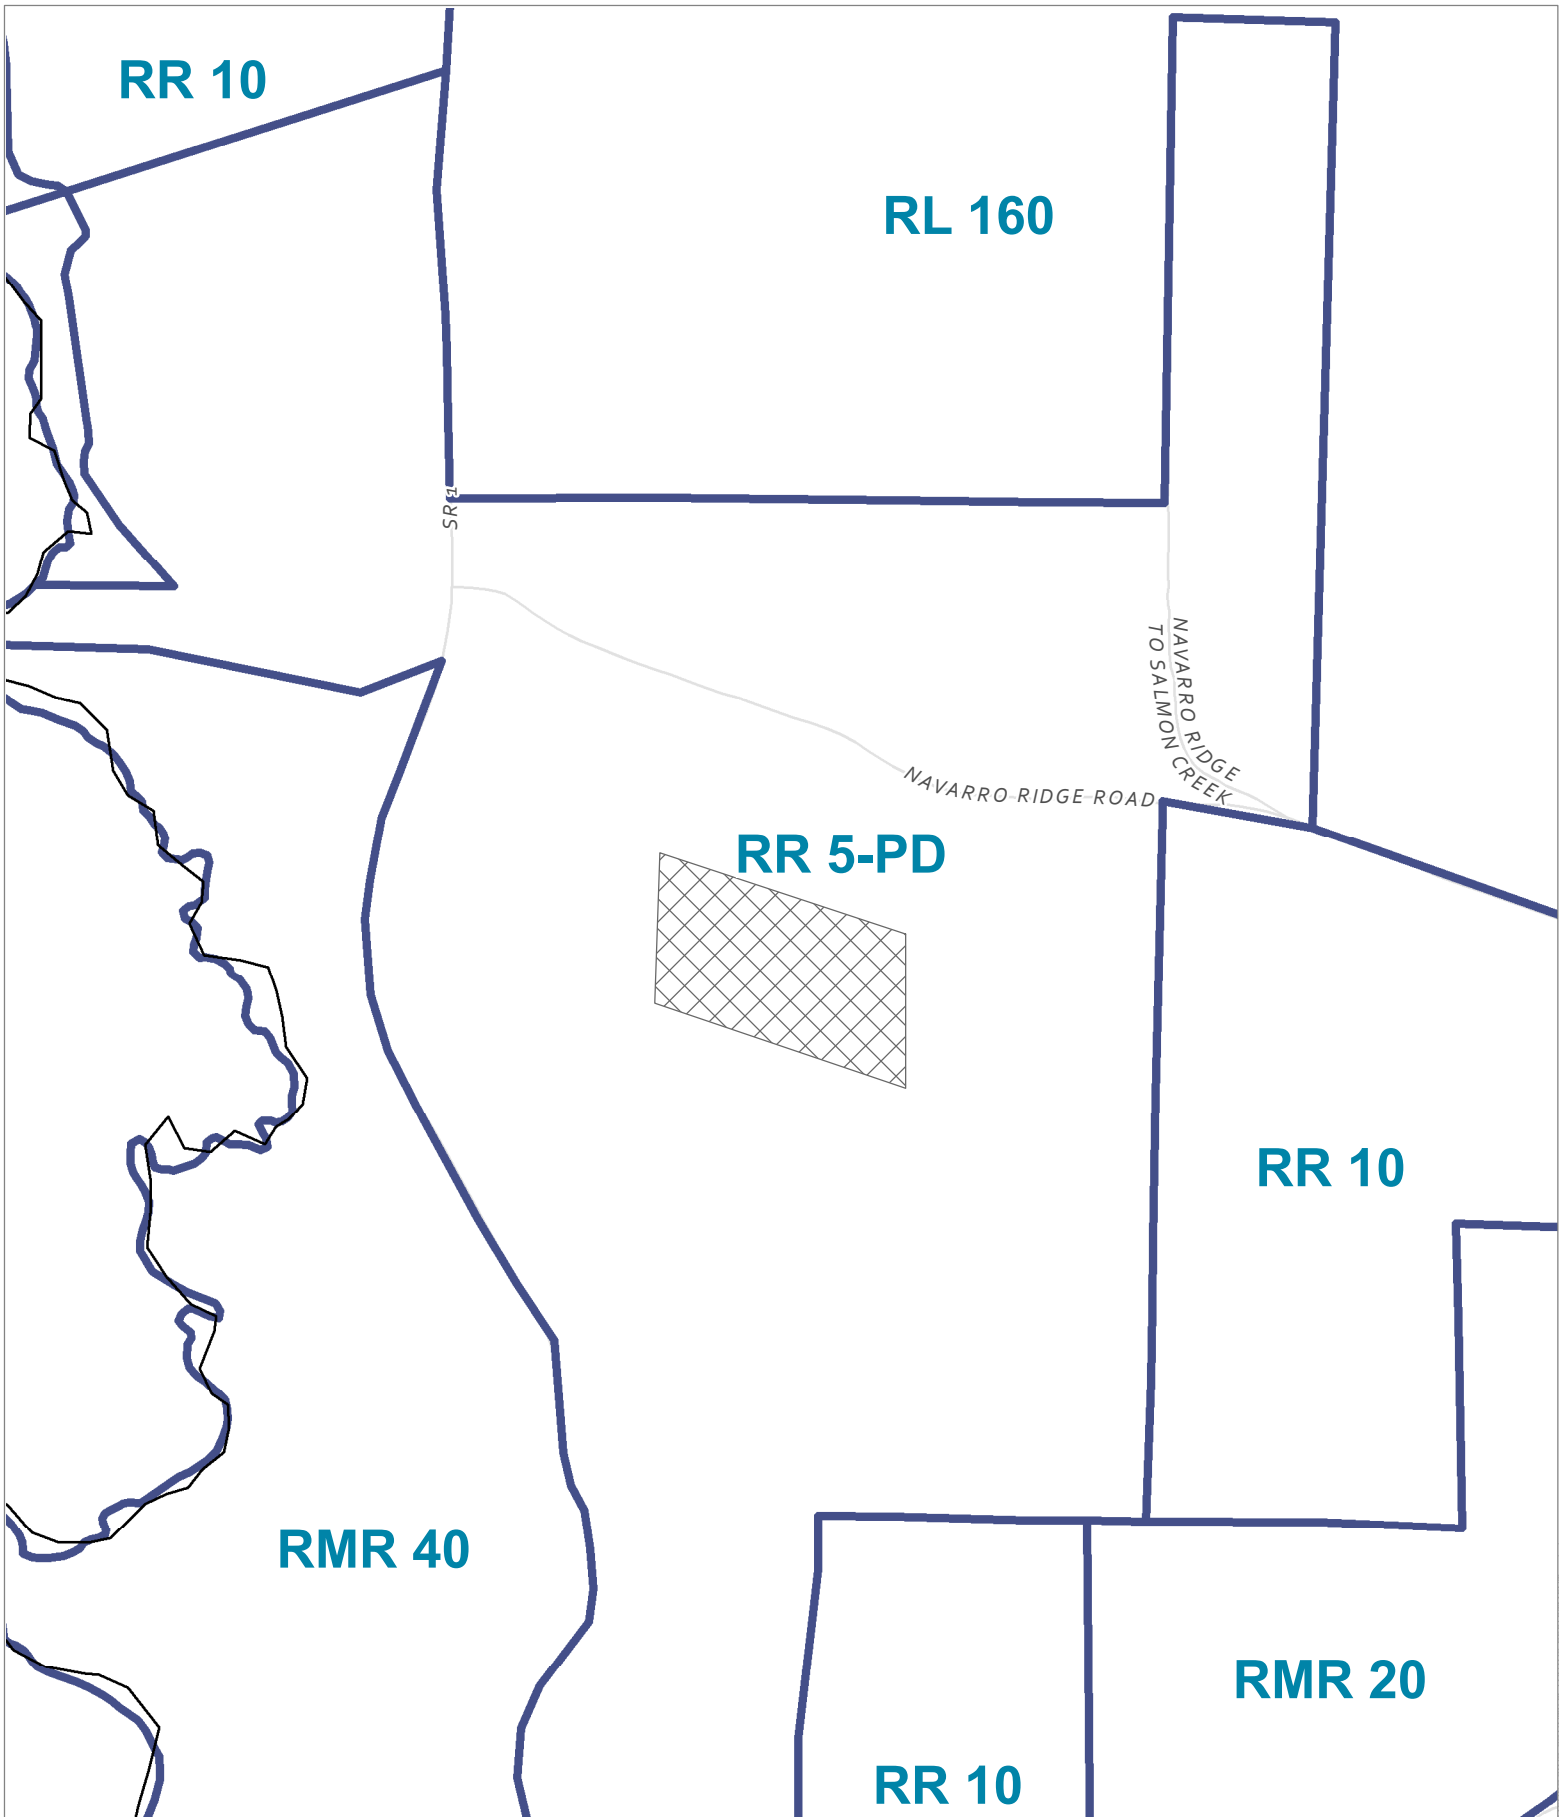 RR 10
RL 160
SR 1
NAVARRO RIDGE
TO SALMON CREEK
NAVARRO RIDGE ROAD
RR 5-PD
RR 10
RMR 40
RMR 20
RR 10